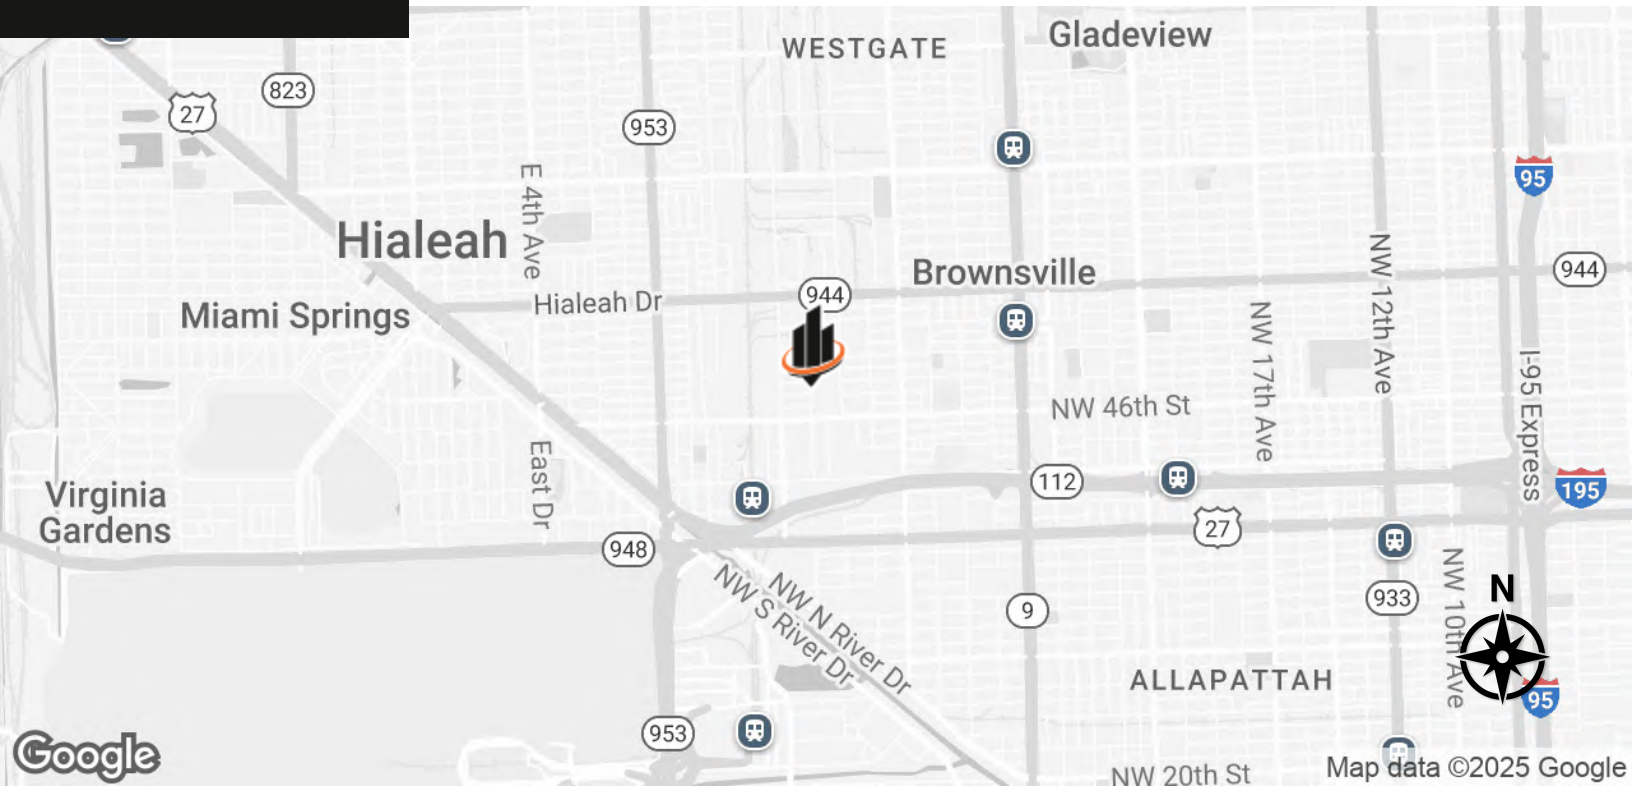 WESTGATE
Gladeview
823
27
953
E 4th Ave
95
Hialeah
NW 12th Ave
Brownsville
944
944
Hialeah Dr
Miami Springs
NW 17th Ave
I-95 Express
NW 46th St
East Dr
112
195
Virginia
Gardens
27
948
NW 10th Ave
N
NW S River Dr
NW N River Dr
9
933
ALLAPATTAH
95
953
Google
NW 20th St
Map data ©2025 Google